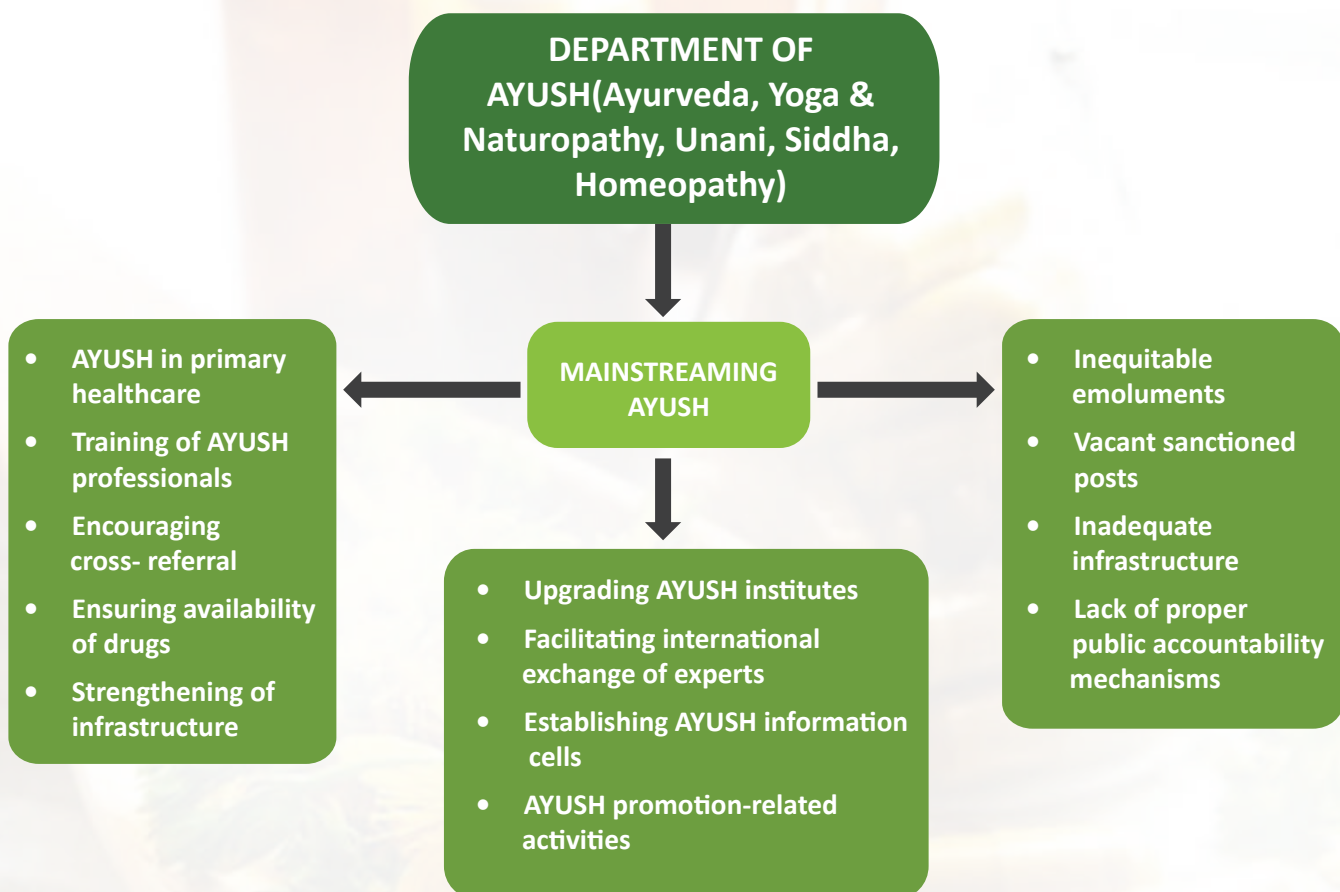 DEPARTMENT OF
AYUSH(Ayurveda, Yoga &
Naturopathy, Unani, Siddha,
Homeopathy)
MAINSTREAMING
AYUSH
• AYUSH in primary
healthcare
• Training of AYUSH
professionals
• Encouraging
cross- referral
• Ensuring availability
of drugs
• Strengthening of
infrastructure
• Upgrading AYUSH institutes
• Facilitating international
exchange of experts
• Establishing AYUSH information
cells
• AYUSH promotion-related
activities
• Inequitable
emoluments
• Vacant sanctioned
posts
• Inadequate
infrastructure
• Lack of proper
public accountability
mechanisms